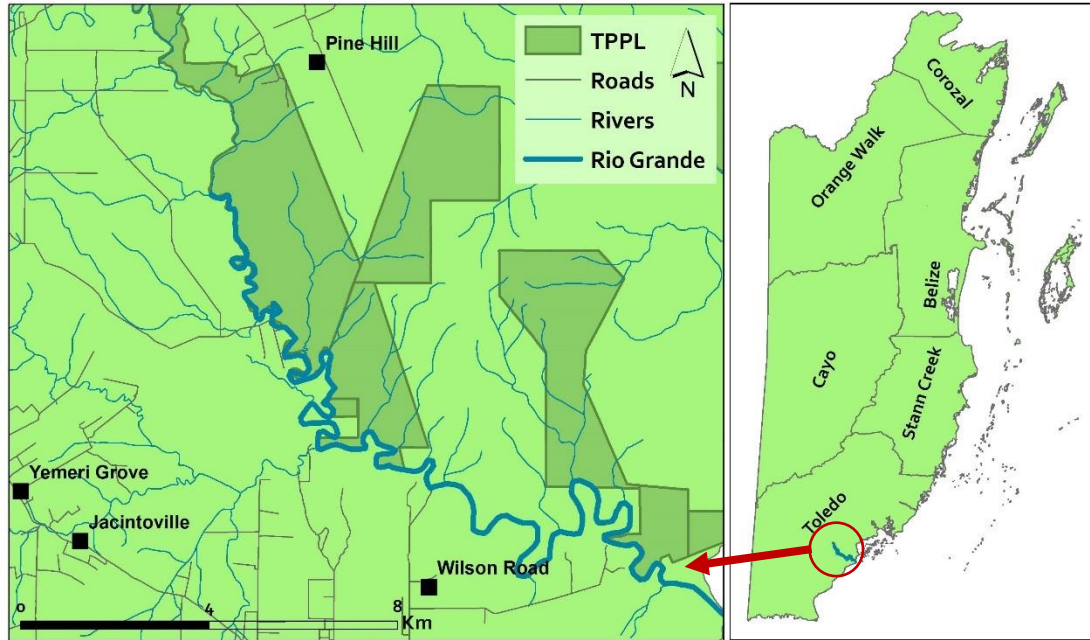 Pine Hill
TPPL
Roads
Rivers
Rio Grande
N
Yemeri Grove
Jacintoville
Wilson Road
0 4 8
Km
Corozal
Orange Walk
Belize
Cayo
Stann Creek
Toledo